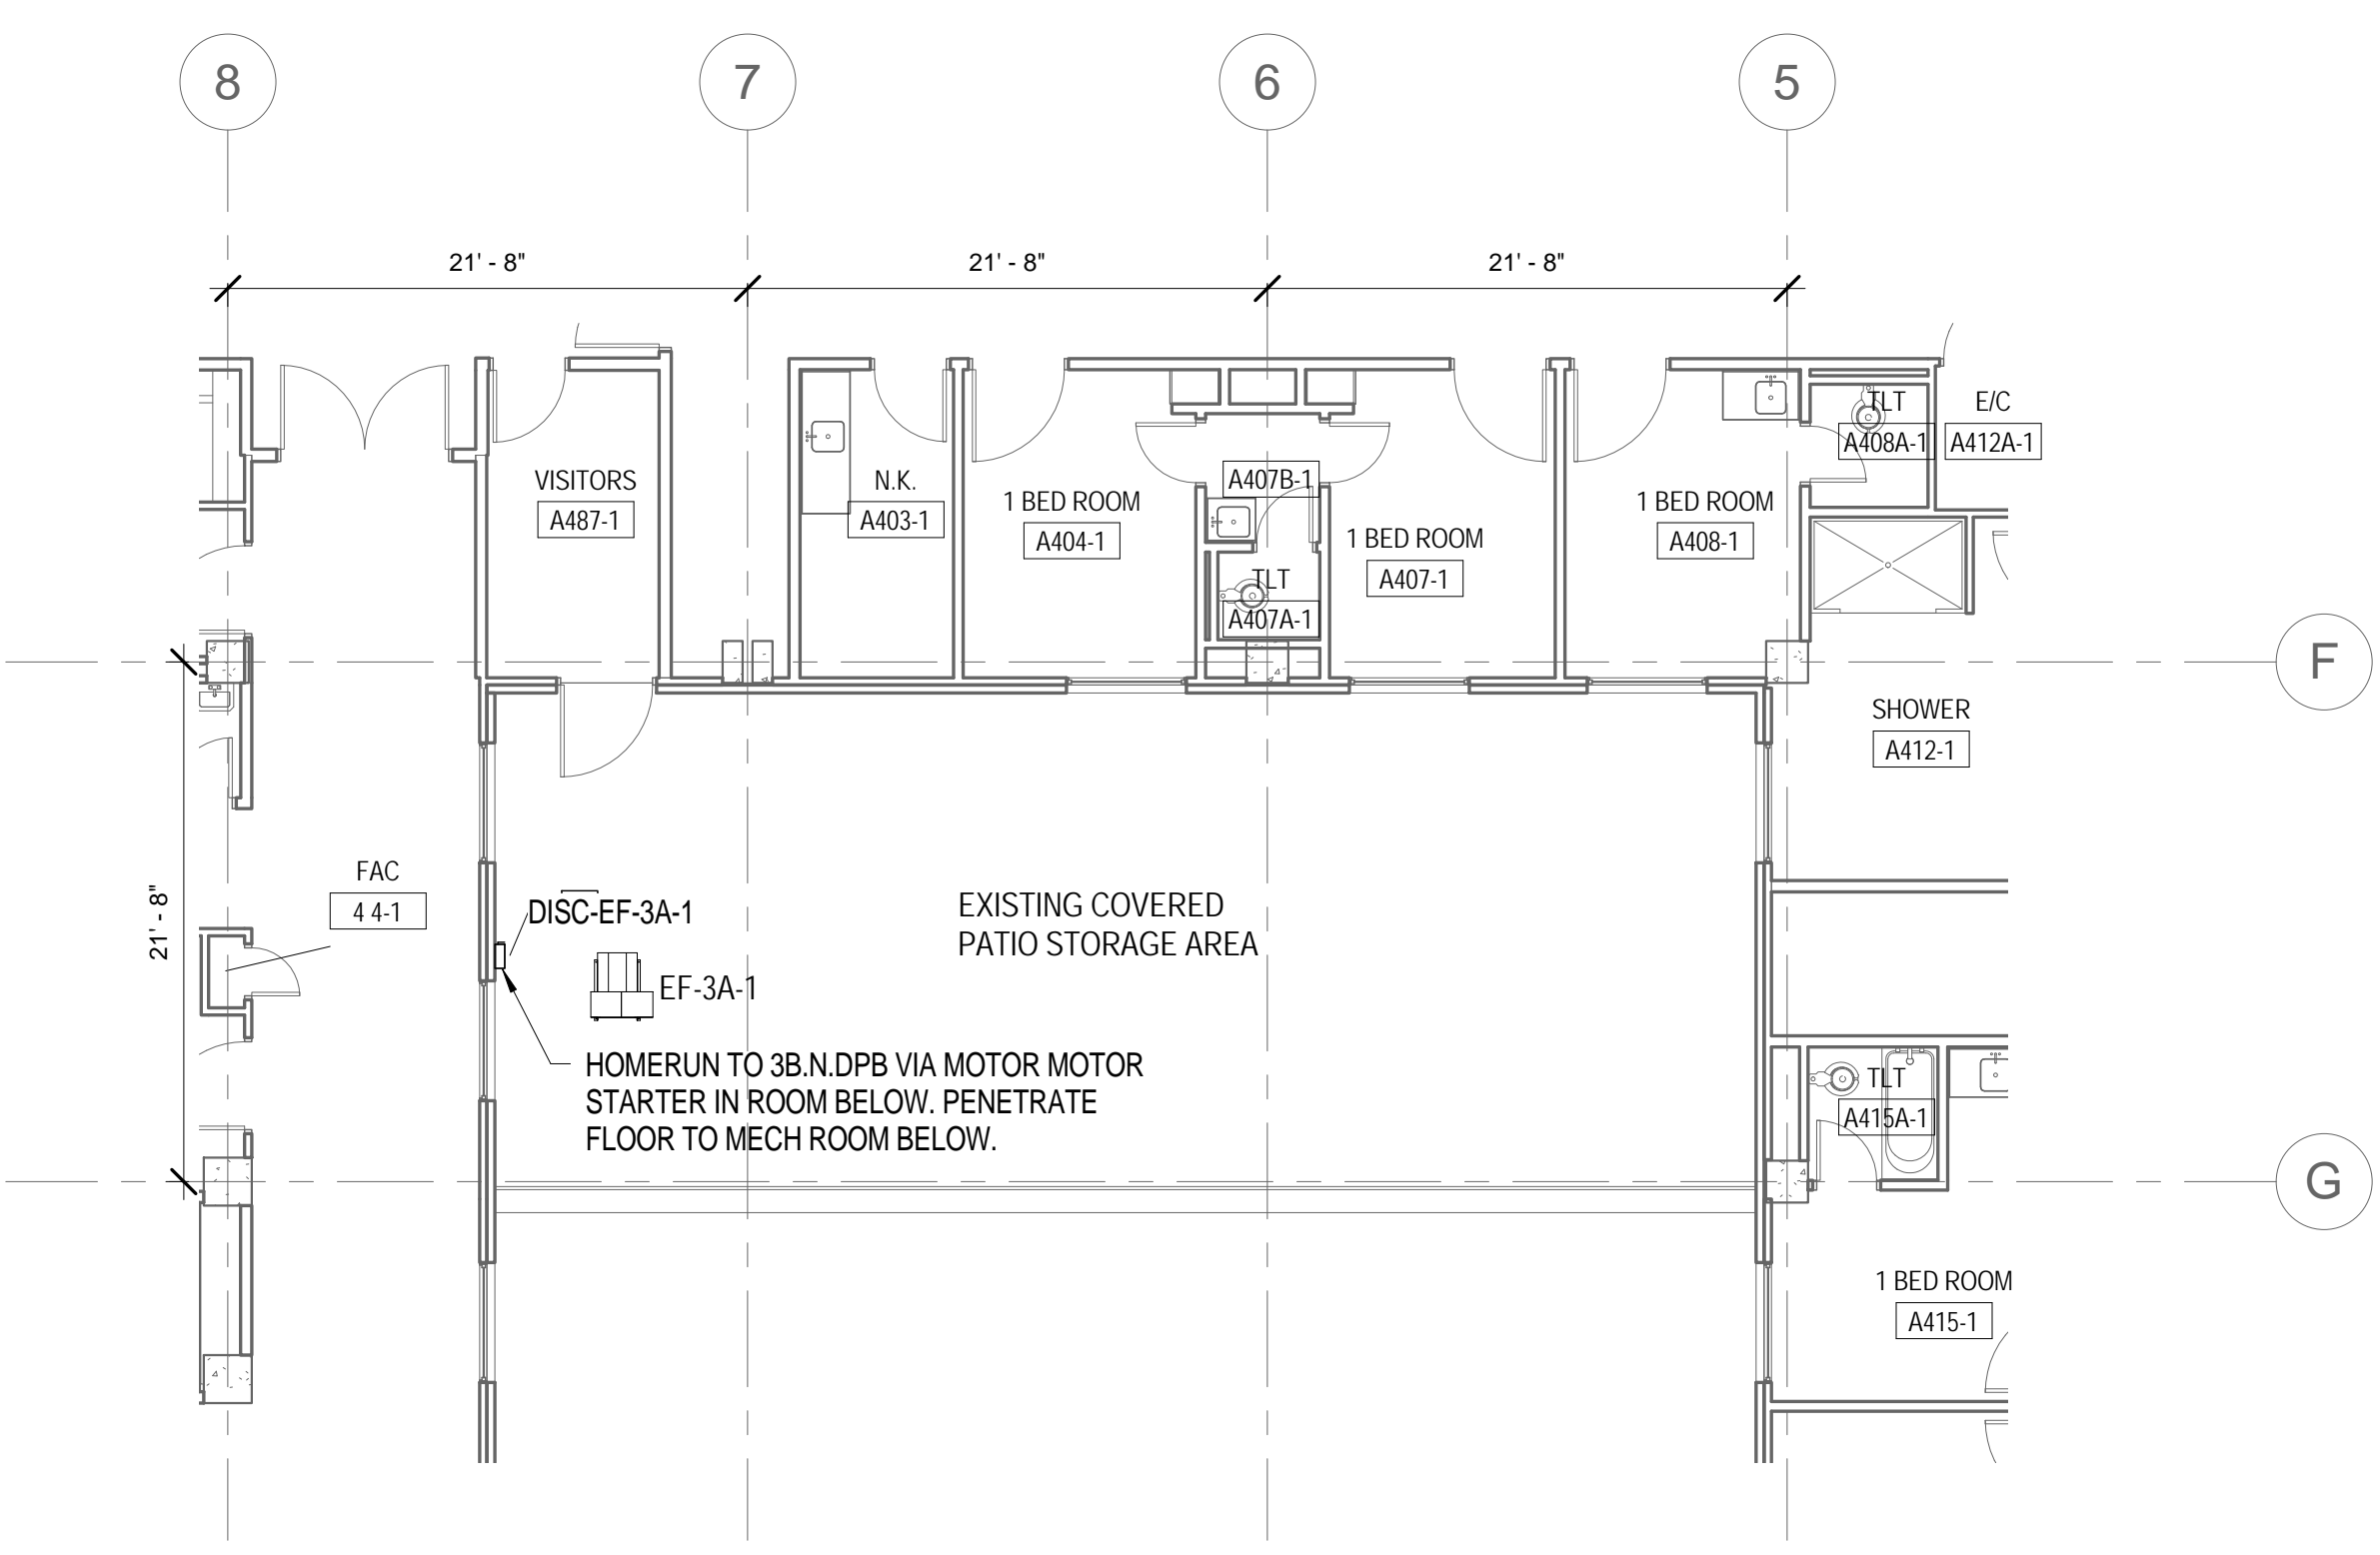 8
7
6
5
21' - 8"
21' - 8"
21' - 8"
TLT
A408A-1
E/C
A412A-1
VISITORS
A487-1
N.K.
A403-1
1 BED ROOM
A404-1
A407B-1
1 BED ROOM
A407-1
1 BED ROOM
A408-1
TLT
A407A-1
F
SHOWER
A412-1
FAC
4 4-1
21' - 8"
DISC-EF-3A-1
EXISTING COVERED
PATIO STORAGE AREA
EF-3A-1
HOMERUN TO 3B.N.DPB VIA MOTOR MOTOR
STARTER IN ROOM BELOW. PENETRATE
FLOOR TO MECH ROOM BELOW.
TLT
A415A-1
G
1 BED ROOM
A415-1